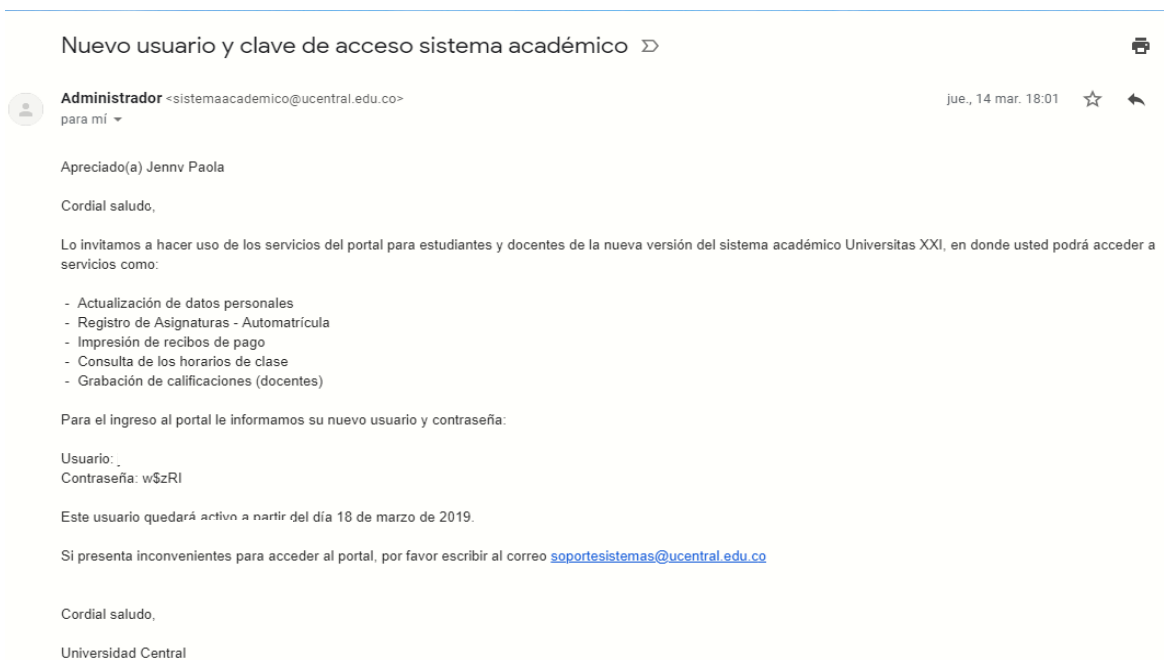 Nuevo usuario y clave de acceso sistema académico
Administrador <sistemaacademico@ucentral.edu.co>
jue., 14 mar. 18:01
para mí
Apreciado(a) Jenny Paola
Cordial saludo,
Lo invitamos a hacer uso de los servicios del portal para estudiantes y docentes de la nueva versión del sistema académico Universitas XXI, en donde usted podrá acceder a
servicios como:
- Actualización de datos personales
- Registro de Asignaturas - Automatrícula
- Impresión de recibos de pago
- Consulta de los horarios de clase
- Grabación de calificaciones (docentes)
Para el ingreso al portal le informamos su nuevo usuario y contraseña:
Usuario:
Contraseña: w$zRI
Este usuario quedará activo a partir del día 18 de marzo de 2019.
Si presenta inconvenientes para acceder al portal, por favor escribir al correo soportesistemas@ucentral.edu.co
Cordial saludo,
Universidad Central